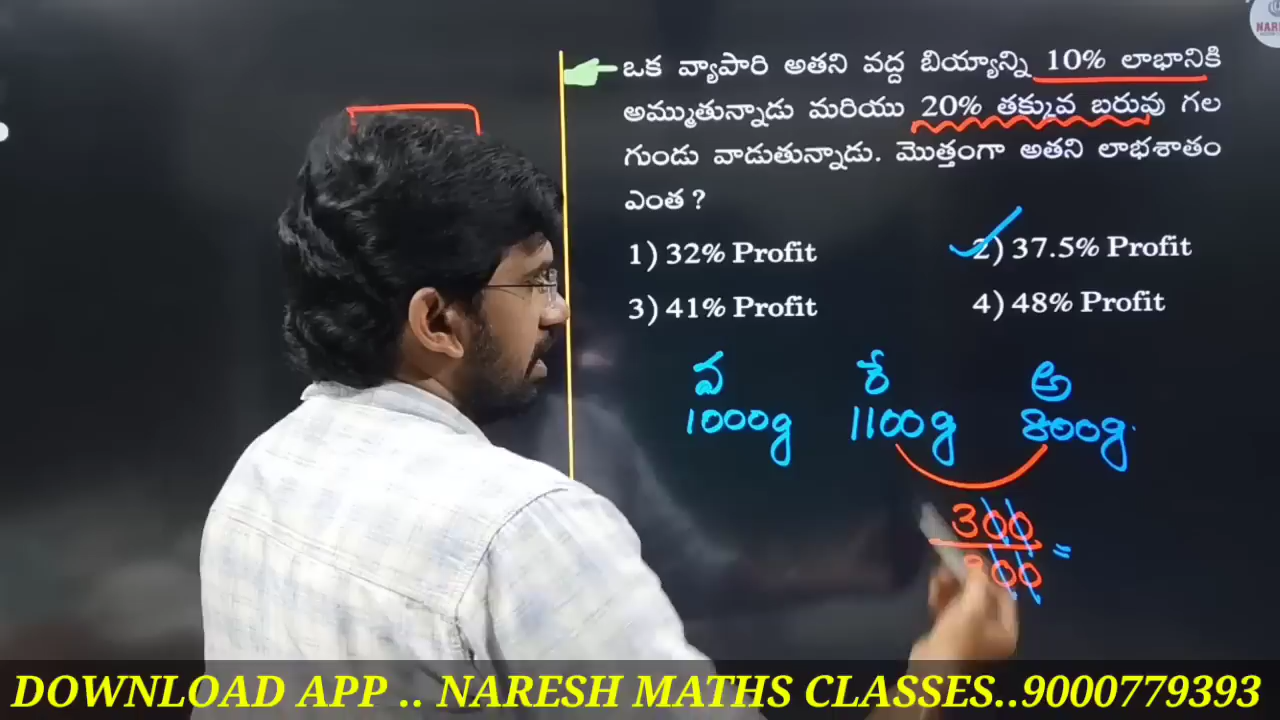 ఒక వ్యాపారి అతని వద్ద బియ్యాన్ని 10% లాభానికి
అమ్ముతున్నాడు మరియు 20% తక్కువ బరువు గల
గుండు వాడుతున్నాడు. మొత్తంగా అతని లాభశాతం
ఎంత ?
1) 32% Profit 2) 37.5% Profit
3) 41% Profit 4) 48% Profit
వ రే అ
1000g 1100g 800g
300
00 =
DOWNLOAD APP .. NARESH MATHS CLASSES..9000779393